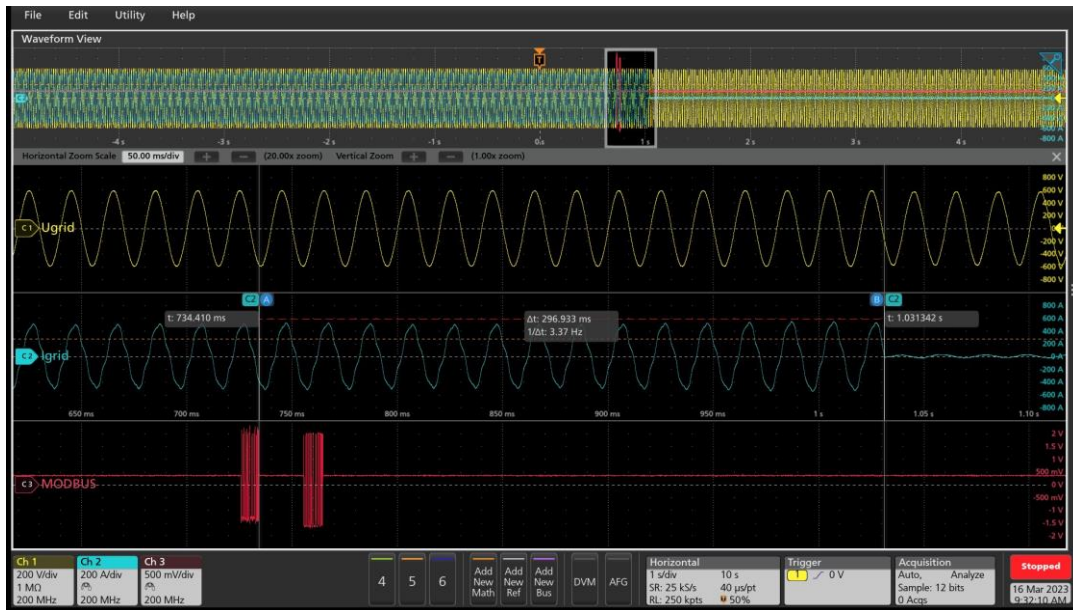 File Edit Utility Help
Waveform View
T
C2
-800 A
-4 s -3 s -1 s 0 s 1 s 2 s 3 s 4 s
Horizontal Zoom Scale 50.00 ms/div + − (20.00x zoom) Vertical Zoom + − (1.00x zoom) ×
800 V
600 V
400 V
200 V
C1 Ugrid
-200 V
-400 V
-600 V
-800 V
C2 A B C2
800 A
t: 734.410 ms Δt: 296.933 ms t: 1.031342 s 600 A
1/Δt: 3.37 Hz 400 A
200 A
C2 Igrid 0 A
-200 A
-400 A
-600 A
-800 A
650 ms 700 ms 750 ms 800 ms 850 ms 900 ms 950 ms 1 s 1.05 s 1.10 s
2 V
1.5 V
1 V
500 mV
C3 MODBUS 0 V
-500 mV
-1 V
-1.5 V
-2 V
Ch 1 Ch 2 Ch 3 Horizontal Trigger Acquisition Stopped
200 V/div 200 A/div 500 mV/div 4 5 6 Add New Math Add New Ref Add New Bus DVM AFG 1 s/div 10 s 1 0 V Auto, Analyze
1 MΩ SR: 25 kS/s 40 µs/pt Sample: 12 bits 16 Mar 2023
200 MHz 200 MHz 200 MHz RL: 250 kpts 50% 0 Acqs 9:32:10 AM